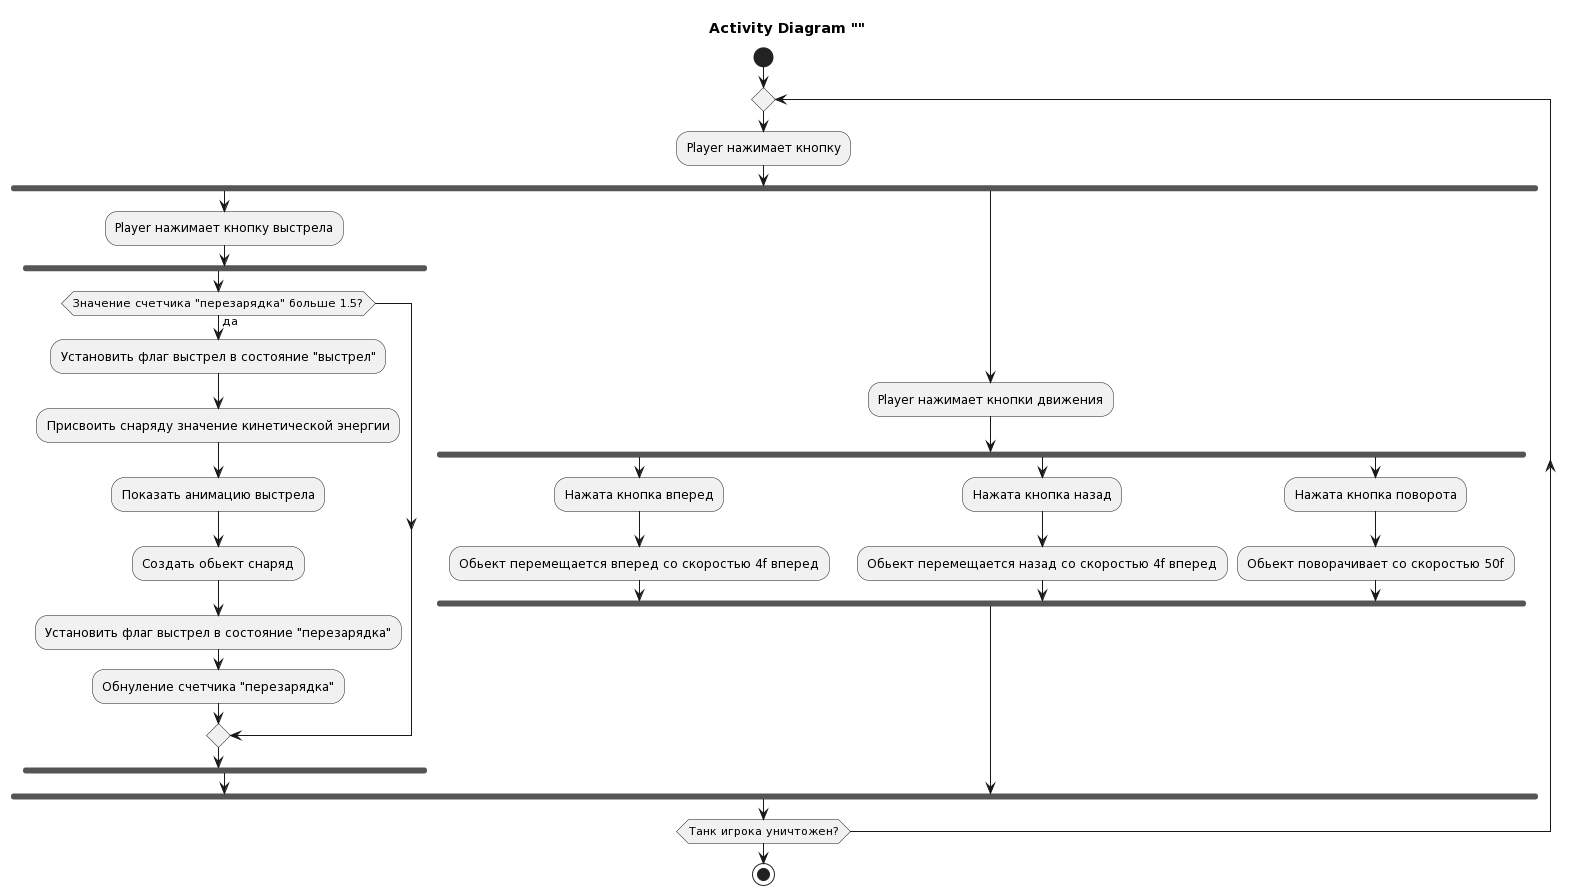 Activity Diagram ""
Player нажимает кнопку
Player нажимает кнопку выстрела
Значение счетчика "перезарядка" больше 1.5?
да
Установить флаг выстрел в состояние "выстрел"
Присвоить снаряду значение кинетической энергии
Показать анимацию выстрела
Создать обьект снаряд
Установить флаг выстрел в состояние "перезарядка"
Обнуление счетчика "перезарядка"
Player нажимает кнопки движения
Нажата кнопка вперед
Обьект перемещается вперед со скоростью 4f вперед
Нажата кнопка назад
Обьект перемещается назад со скоростью 4f вперед
Нажата кнопка поворота
Обьект поворачивает со скоростью 50f
Танк игрока уничтожен?